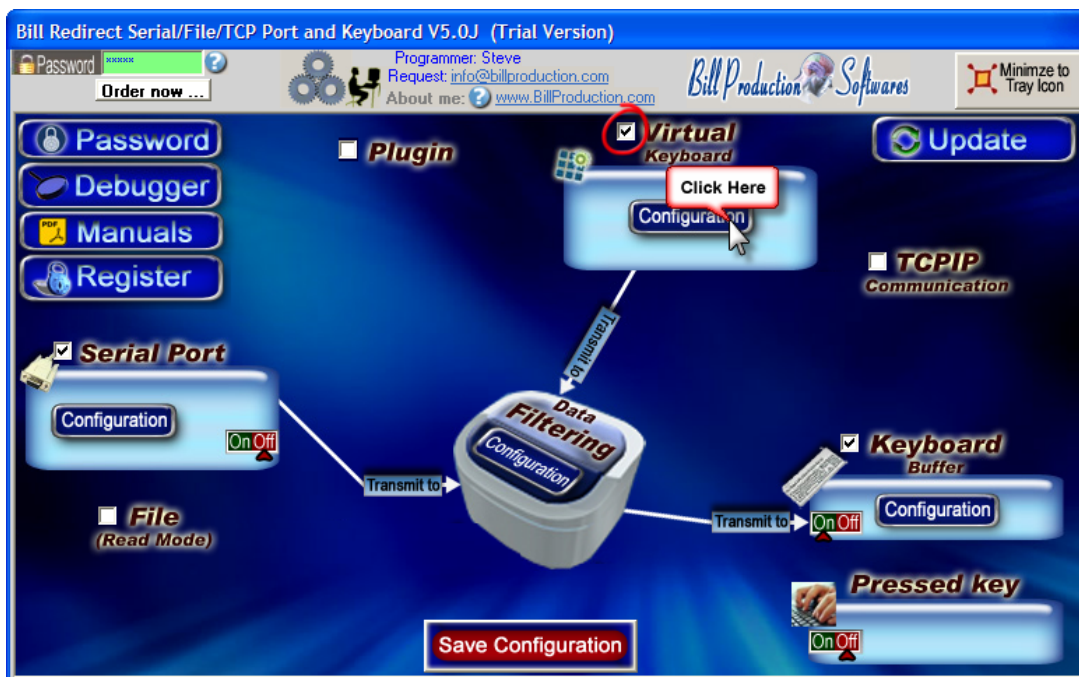 Bill Redirect Serial/File/TCP Port and Keyboard V5.0J (Trial Version)
Password *****
Order now ...
Programmer: Steve
Request: info@billproduction.com
About me: www.BillProduction.com
Bill Production Softwares
Minimze to
Tray Icon
Password
Debugger
PDF
Manuals
Register
Plugin
Virtual
Keyboard
Click Here
Configuration
Update
TCPIP
Communication
Transmit to
Serial Port
Configuration
On Off
Transmit to
Data
Filtering
Configuration
Keyboard
Buffer
Configuration
Transmit to
On Off
File
(Read Mode)
Pressed key
On Off
Save Configuration